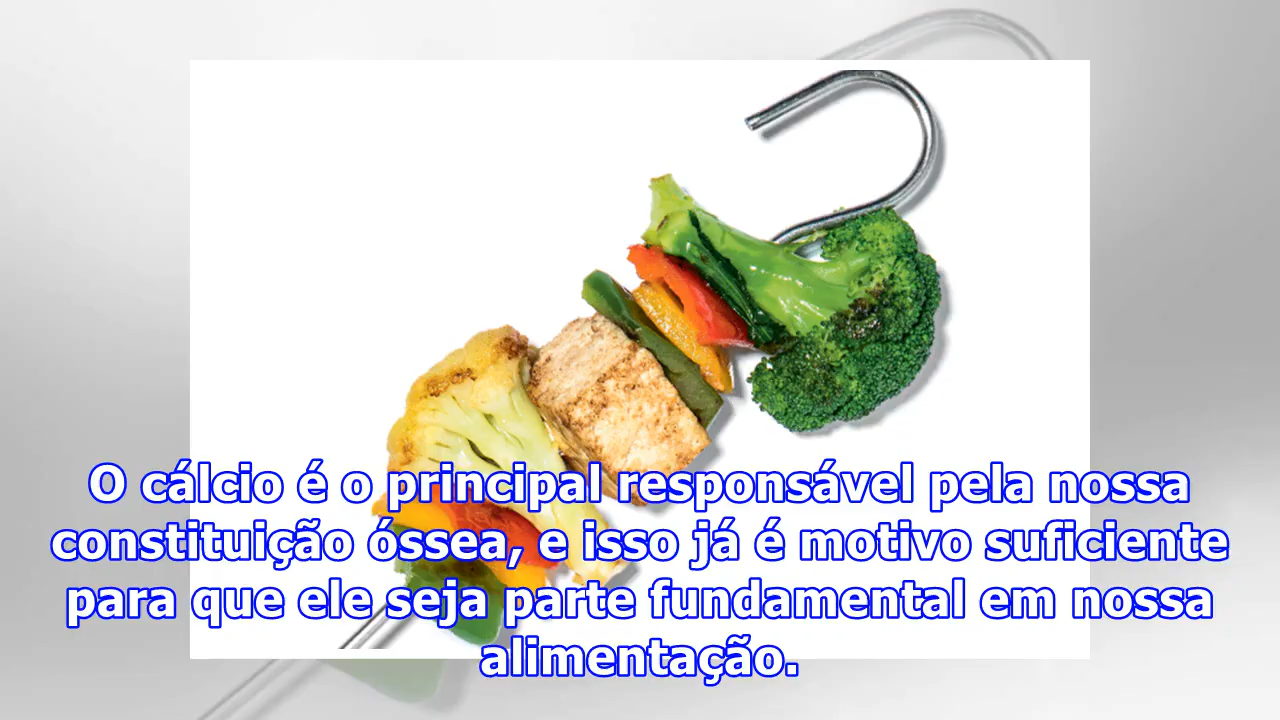 O cálcio é o principal responsável pela nossa
constituição óssea, e isso já é motivo suficiente
para que ele seja parte fundamental em nossa
alimentação.